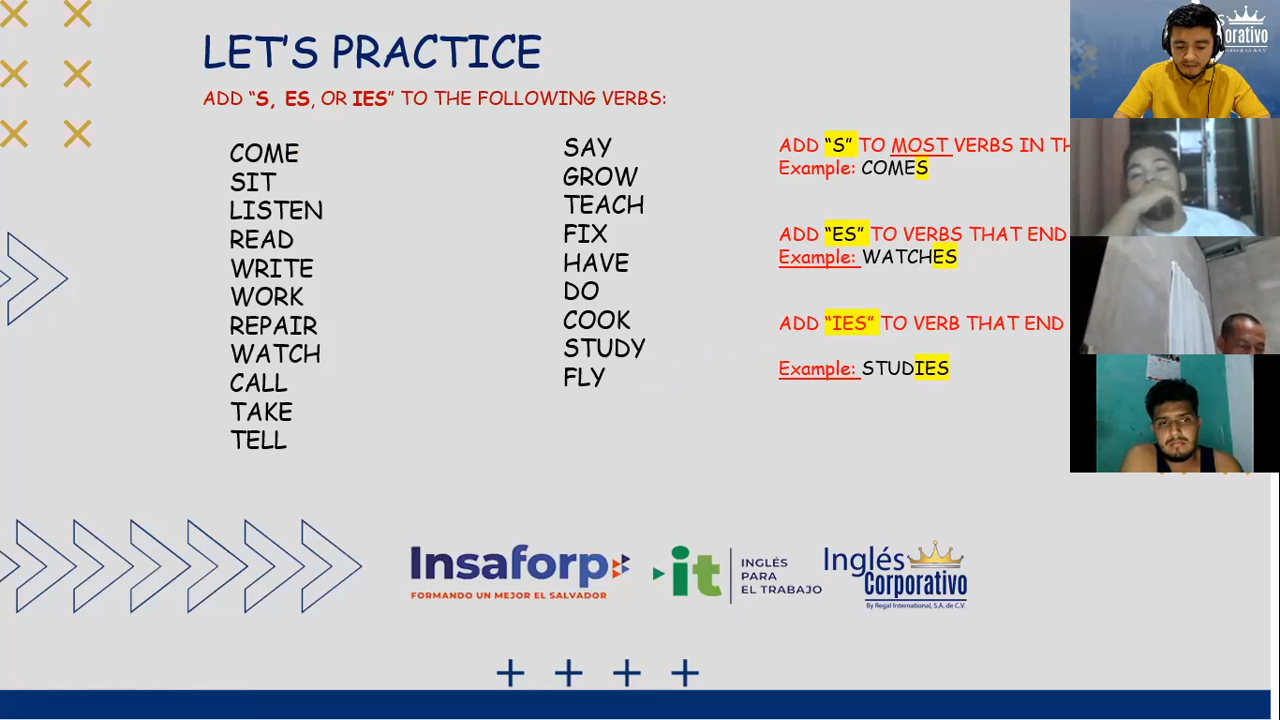 LET'S PRACTICE
ADD "S, ES, OR IES" TO THE FOLLOWING VERBS:
COME
SIT
LISTEN
READ
WRITE
WORK
REPAIR
WATCH
CALL
TAKE
TELL
SAY
GROW
TEACH
FIX
HAVE
DO
COOK
STUDY
FLY
ADD "S" TO MOST VERBS IN
Example: COMES
ADD "ES" TO VERBS THAT END
Example: WATCHES
ADD "IES" TO VERB THAT END
Example: STUDIES
Insaforp
FORMANDO UN MEJOR EL SALVADOR
it
INGLÉS
PARA
EL TRABAJO
Inglés
Corporativo
By Regal International, S.A. de C.V.
orativo